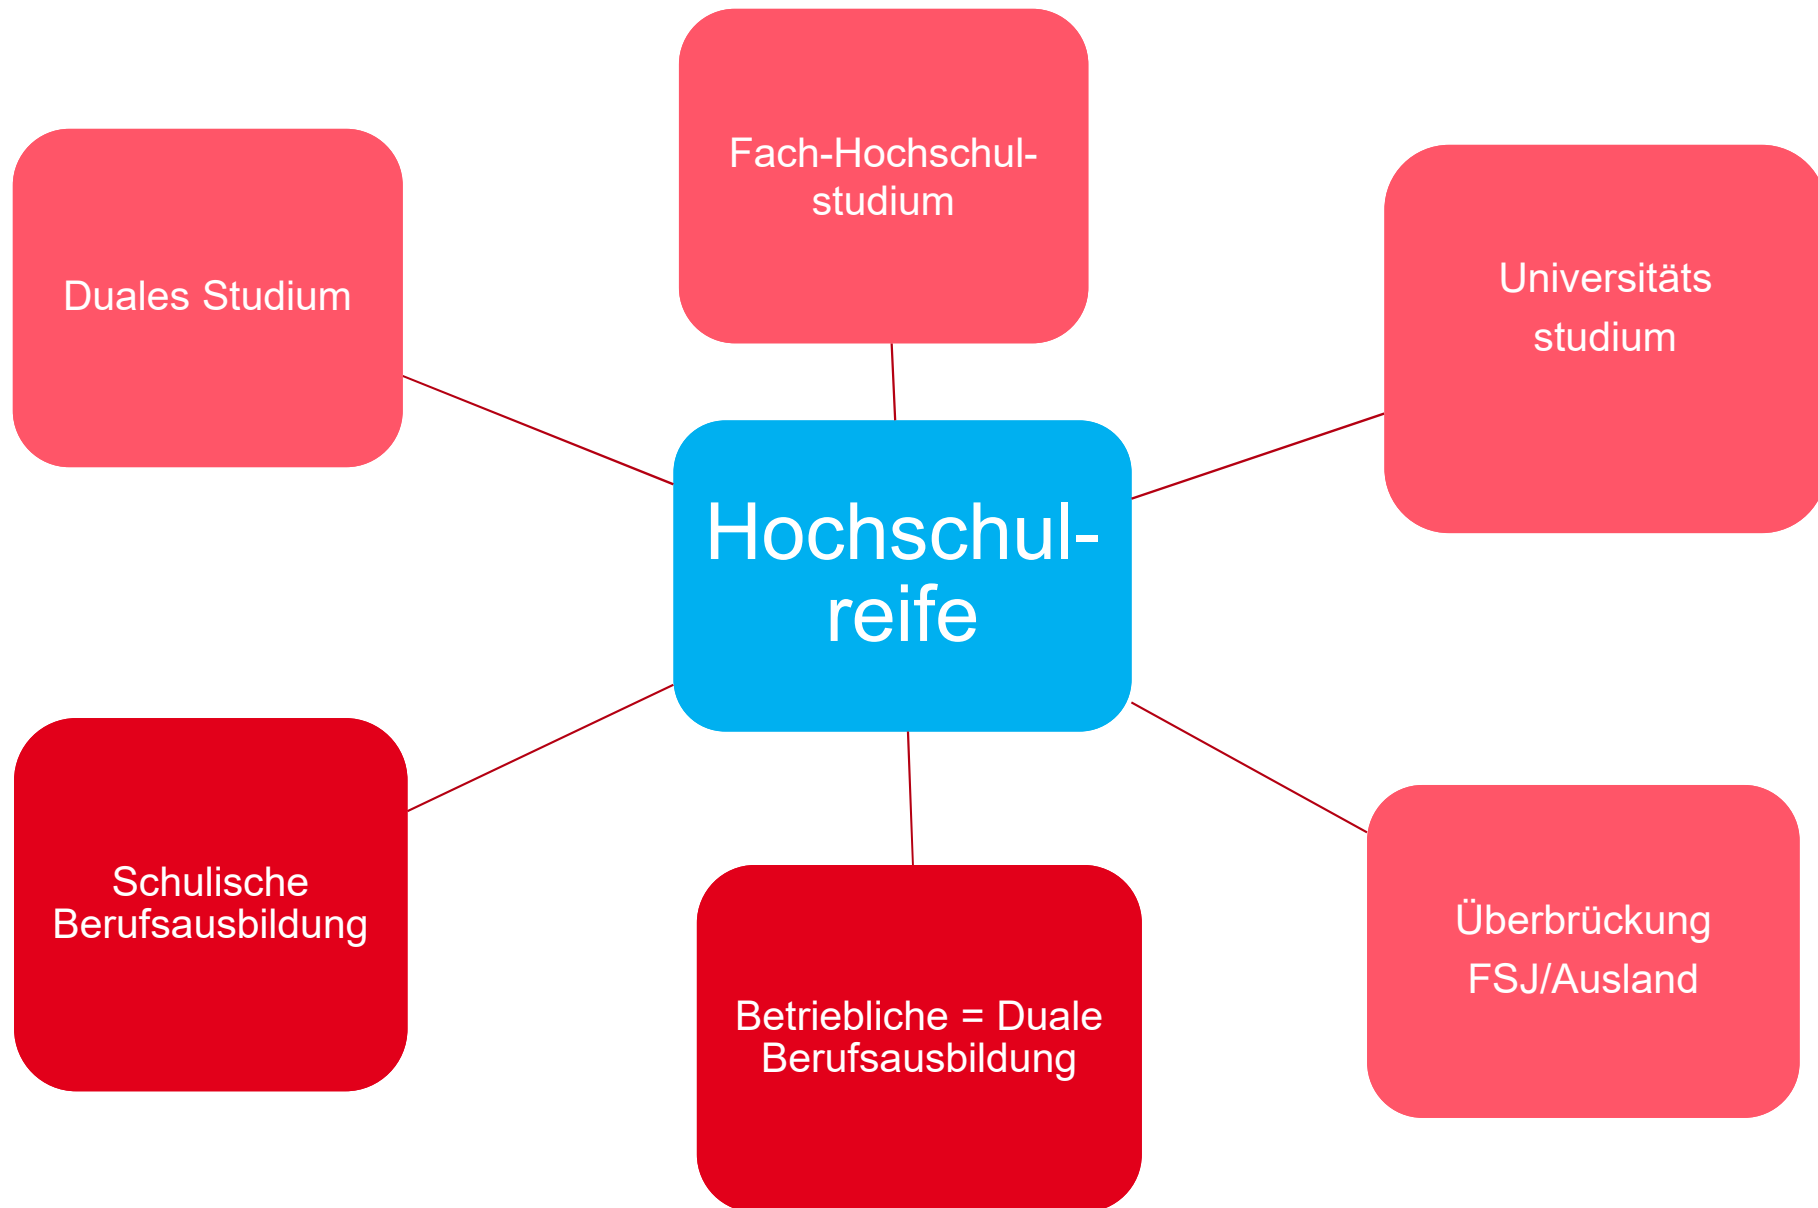 Fach-Hochschul-
studium
Duales Studium
Universitäts
studium
Hochschul-
reife
Schulische
Berufsausbildung
Betriebliche = Duale
Berufsausbildung
Überbrückung
FSJ/Ausland